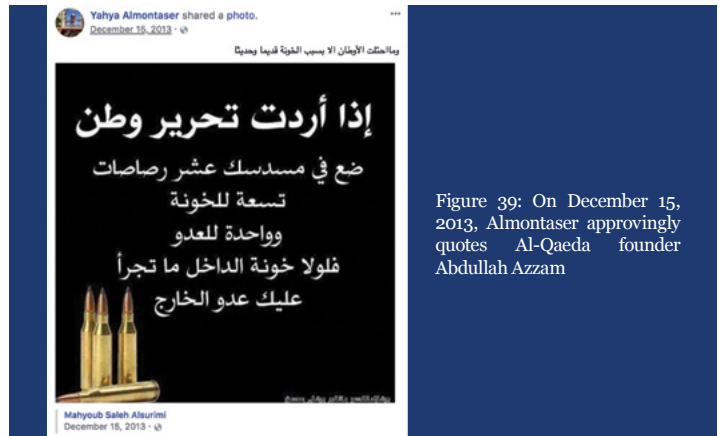 Yahya Almontaser shared a photo.
December 15, 2013
وماحتلت الأوطان الا بسبب الخونة قديما وحديثا
إذا أردت تحرير وطن
ضع في مسدسك عشر رصاصات
تسعة للخونة
وواحدة للعدو
فلولا خونة الداخل ما تجرأ
عليك عدو الخارج
Mahyoub Saleh Alsurimi
December 15, 2013
Figure 39: On December 15,
2013, Almontaser approvingly
quotes Al-Qaeda founder
Abdullah Azzam